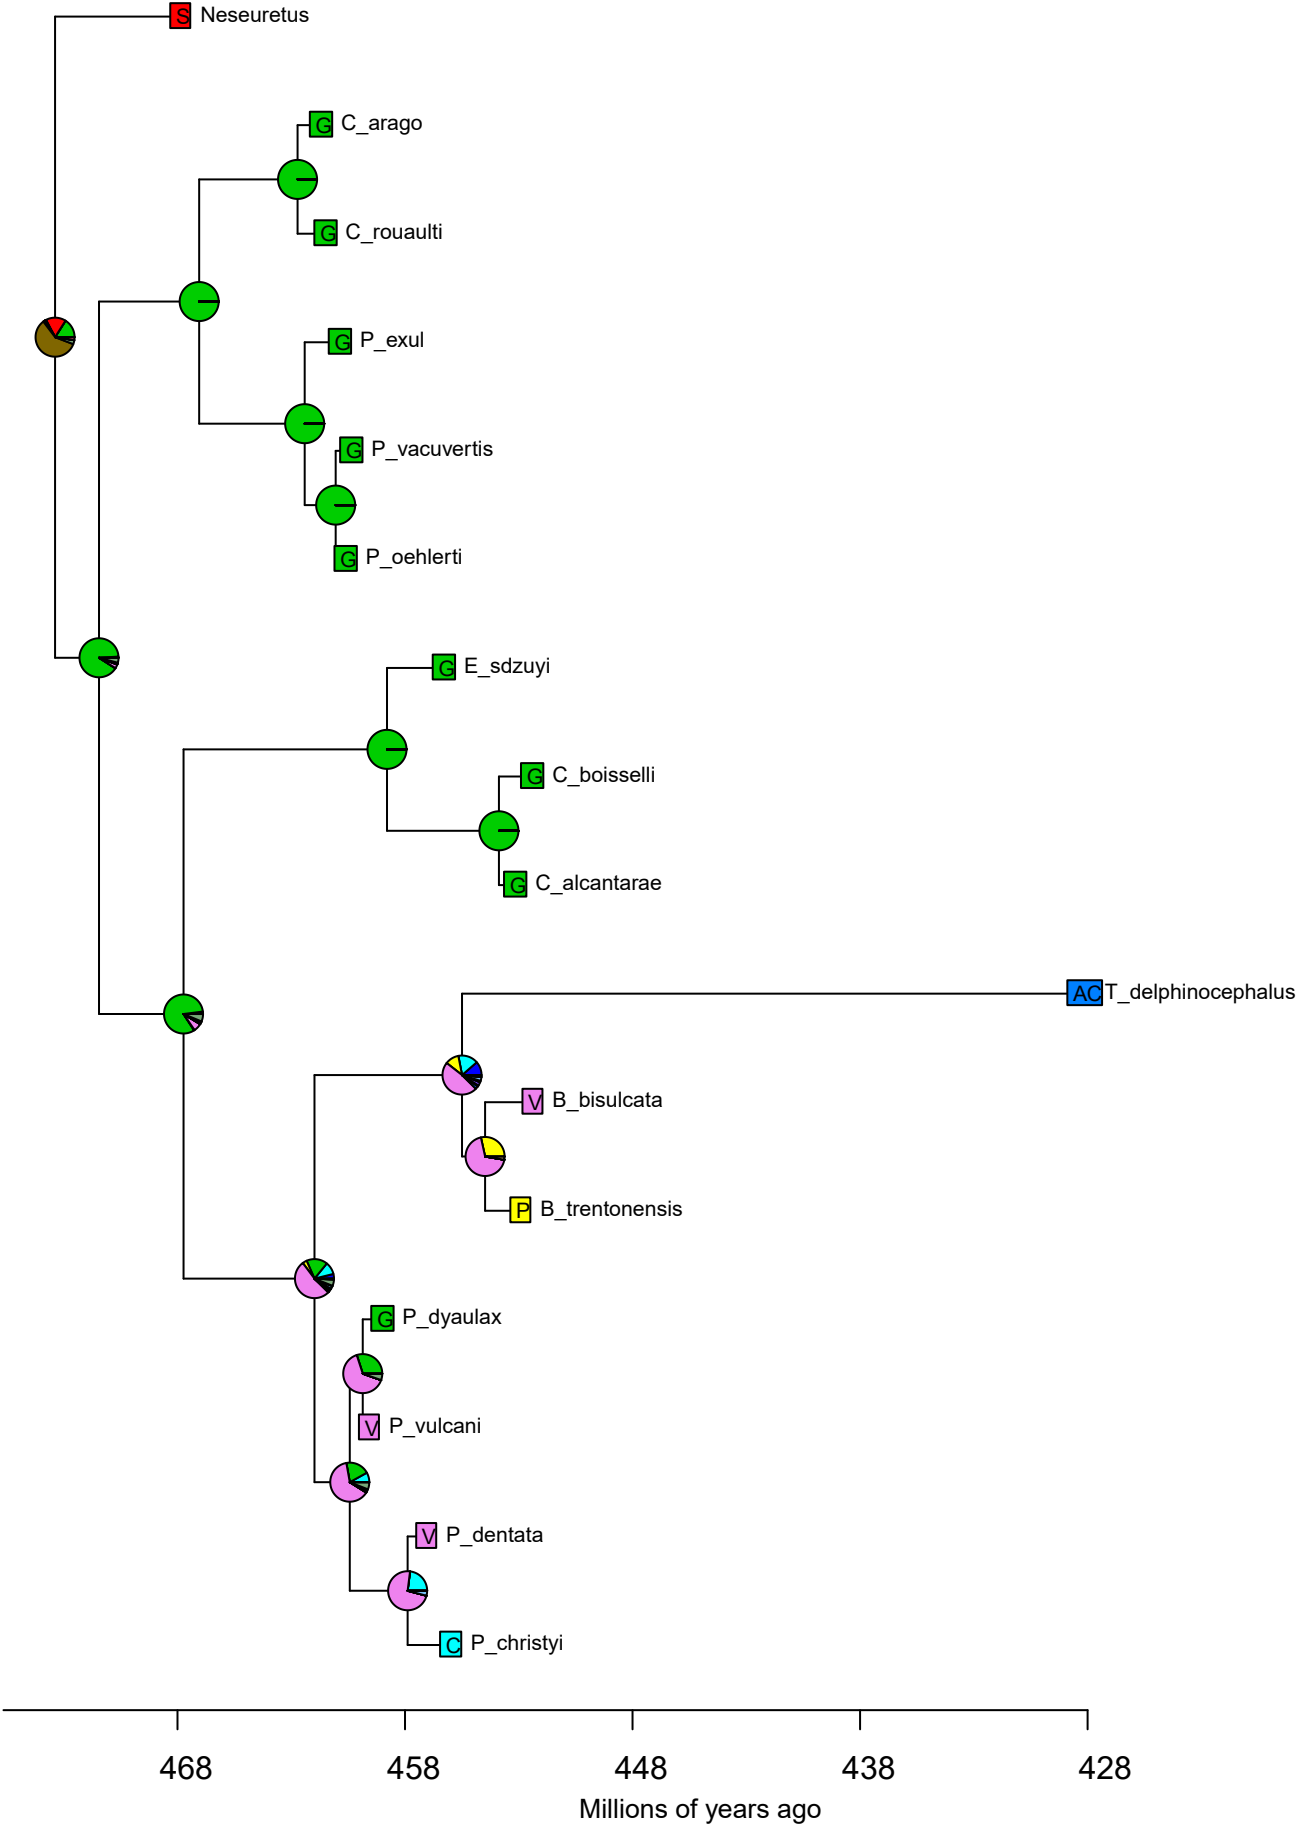 S Neseuretus
G C_arago
G C_rouaulti
G P_exul
G P_vacuvertis
G P_oehlerti
G E_sdzuyi
G C_boisselli
G C_alcantarae
AC T_delphinocephalus
V B_bisulcata
P B_trentonensis
G P_dyaulax
V P_vulcani
V P_dentata
C P_christyi
468 458 448 438 428
Millions of years ago